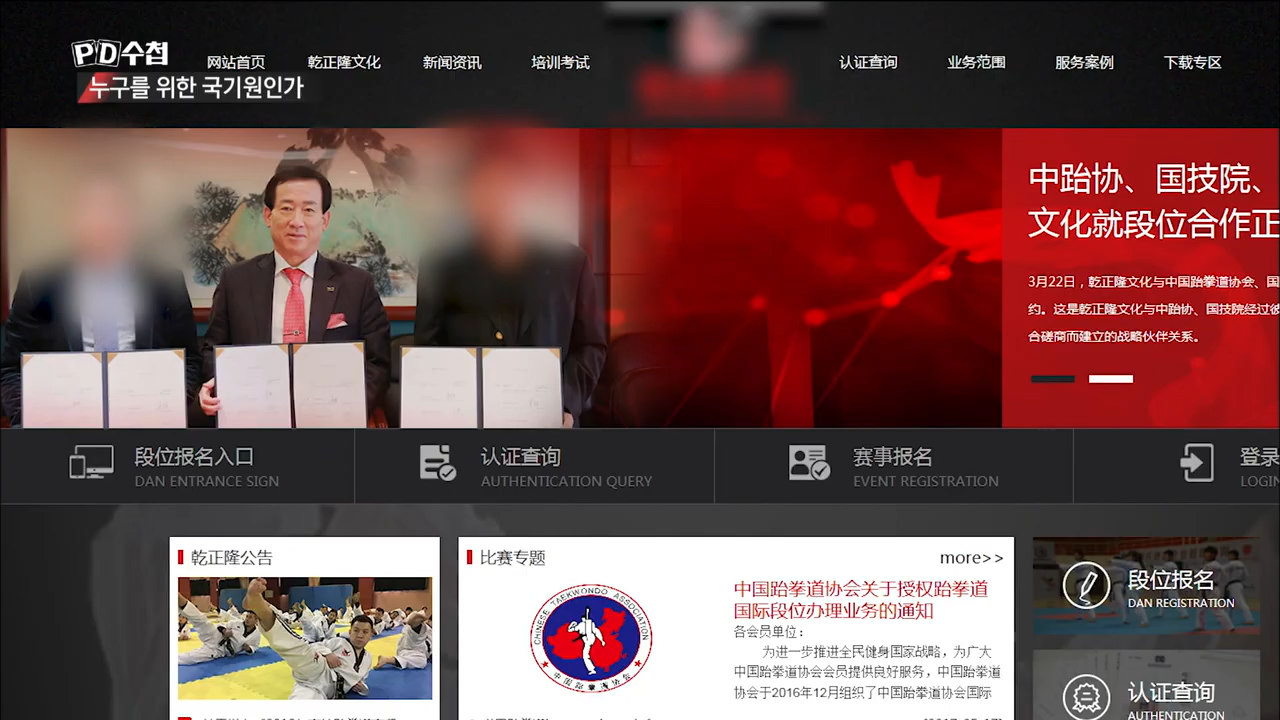 PD수첩
누구를 위한 국기원인가
网站首页
乾正隆文化
新闻资讯
培训考试
认证查询
业务范围
服务案例
下载专区
中跆协、国技院、
文化就段位合作正
3月22日，乾正隆文化与中国跆拳道协会、国
约。这是乾正隆文化与中跆协、国技院经过彼
合磋商而建立的战略伙伴关系。
段位报名入口
DAN ENTRANCE SIGN
认证查询
AUTHENTICATION QUERY
赛事报名
EVENT REGISTRATION
登录
LOGIN
乾正隆公告
比赛专题
more>>
CHINESE TAEKWONDO ASSOCIATION
中国跆拳道协会
中国跆拳道协会关于授权跆拳道
国际段位办理业务的通知
各会员单位：
为进一步推进全民健身国家战略，为广大
中国跆拳道协会会员提供良好服务，中国跆拳道
协会于2016年12月组织了中国跆拳道协会国际
段位报名
DAN REGISTRATION
认证查询
AUTHENTICATION